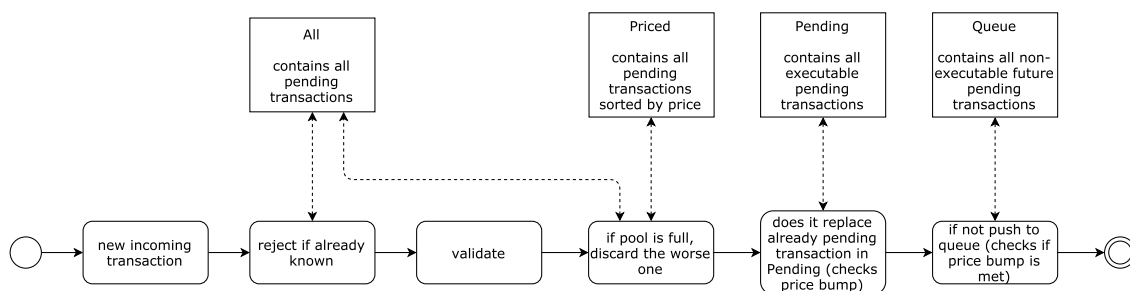 All
contains all
pending
transactions
Priced
contains all
pending
transactions
sorted by price
Pending
contains all
executable
pending
transactions
Queue
contains all non-
executable future
pending
transactions
new incoming
transaction
reject if already
known
validate
if pool is full,
discard the worse
one
does it replace
already pending
transaction in
Pending (checks
price bump)
if not push to
queue (checks if
price bump is
met)